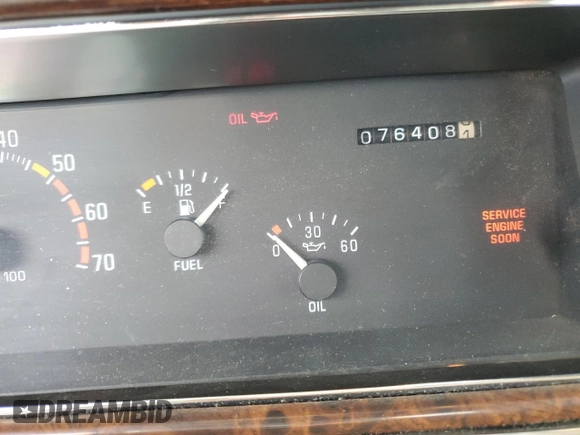 OIL
076408
40
50
60
70
100
E 1/2 F
FUEL
0 30 60
OIL
SERVICE
ENGINE
SOON
DREAMBID